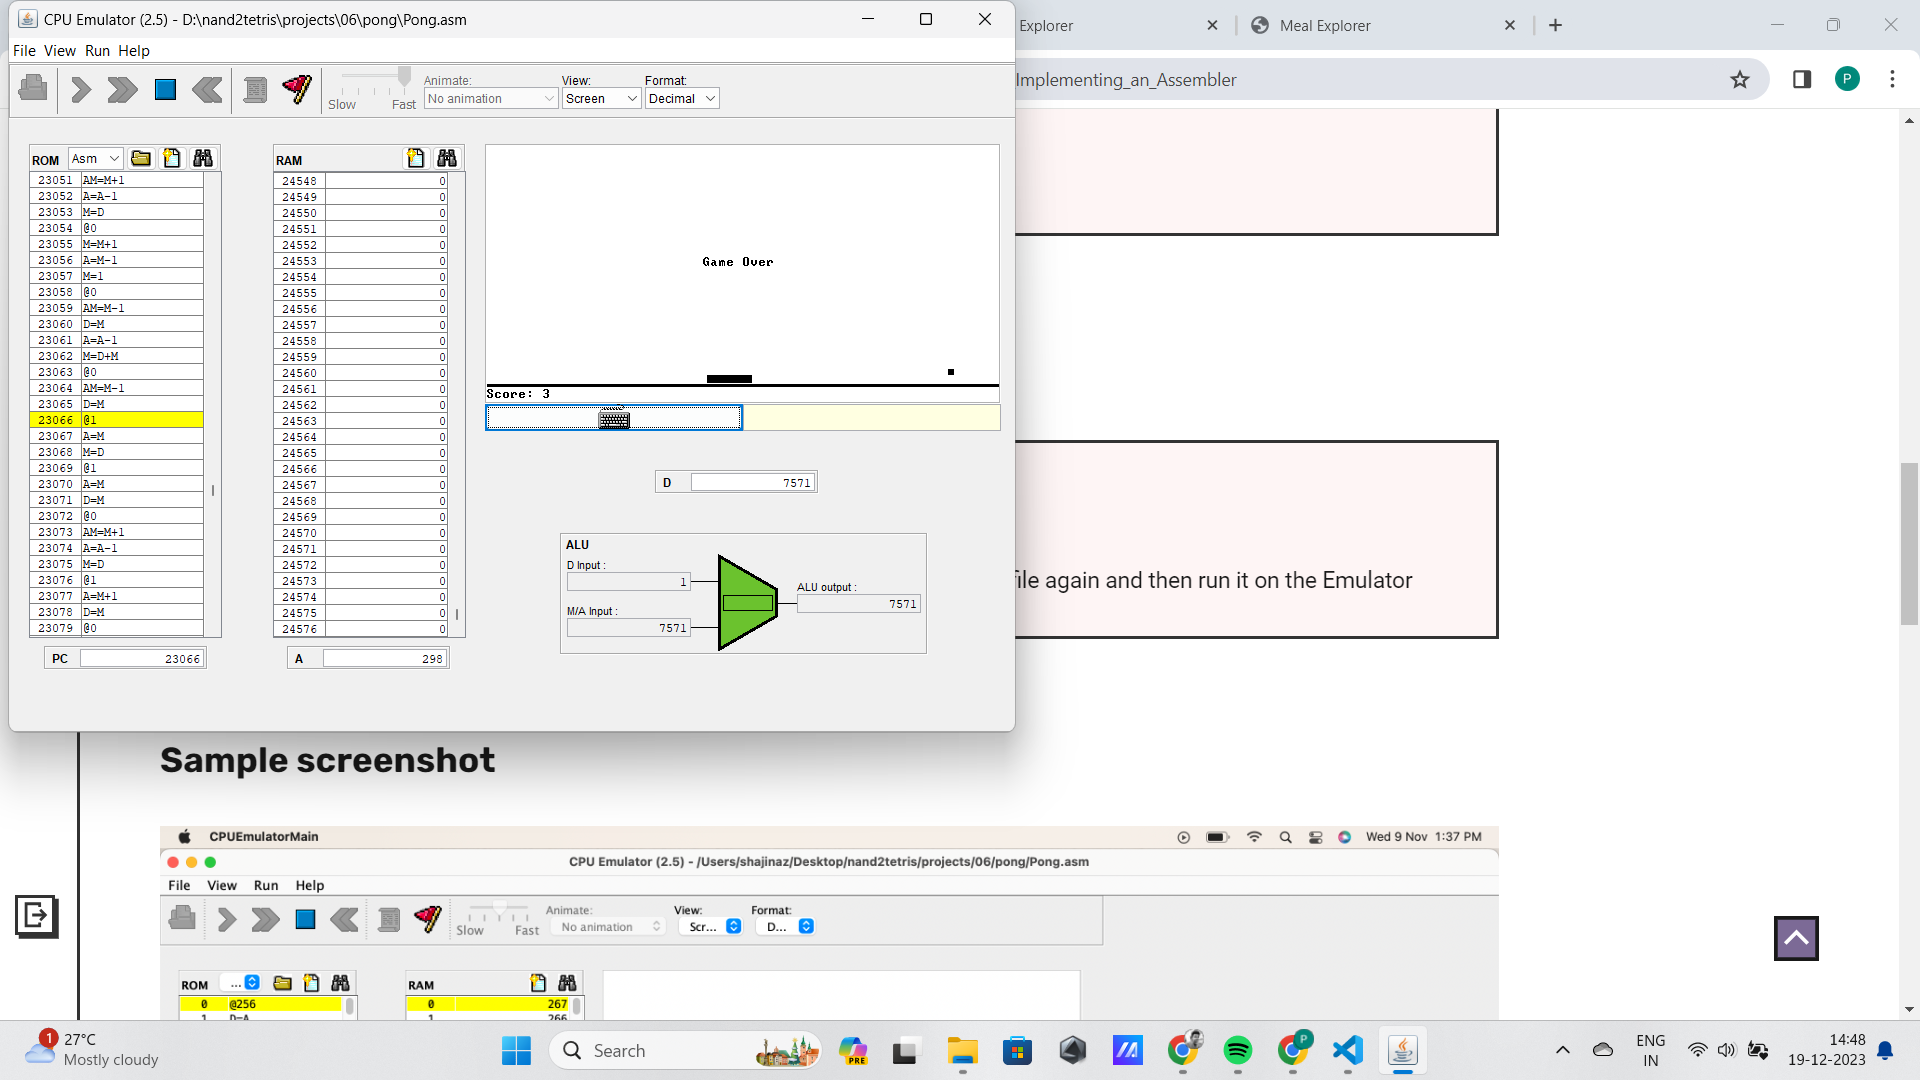 CPU Emulator (2.5) - D:\nand2tetris\projects\06\pong\Pong.asm
File View Run Help
Slow Fast
Animate:
No animation
View:
Screen
Format:
Decimal
Explorer
Meal Explorer
Implementing_an_Assembler
P
ROM Asm
23051 AM=M+1
23052 A=A-1
23053 M=D
23054 @0
23055 M=M+1
23056 A=M-1
23057 M=1
23058 @0
23059 AM=M-1
23060 D=M
23061 A=A-1
23062 M=D+M
23063 @0
23064 AM=M-1
23065 D=M
23066 @1
23067 A=M
23068 M=D
23069 @1
23070 A=M
23071 D=M
23072 @0
23073 AM=M+1
23074 A=A-1
23075 M=D
23076 @1
23077 A=M+1
23078 D=M
23079 @0
PC 23066
RAM
24548 0
24549 0
24550 0
24551 0
24552 0
24553 0
24554 0
24555 0
24556 0
24557 0
24558 0
24559 0
24560 0
24561 0
24562 0
24563 0
24564 0
24565 0
24566 0
24567 0
24568 0
24569 0
24570 0
24571 0
24572 0
24573 0
24574 0
24575 0
24576 0
A 298
Game Over
Score: 3
D 7571
ALU
D Input :
1
M/A Input :
7571
ALU output :
7571
file again and then run it on the Emulator
Sample screenshot
CPUEmulatorMain
Wed 9 Nov 1:37 PM
CPU Emulator (2.5) - /Users/shajinaz/Desktop/nand2tetris/projects/06/pong/Pong.asm
File View Run Help
Slow Fast
Animate:
No animation
View:
Scr...
Format:
D...
ROM ...
0 @256
1 D=A
RAM
0 267
1 266
1
27°C
Mostly cloudy
Search
PRE
P
ENG
IN
14:48
19-12-2023